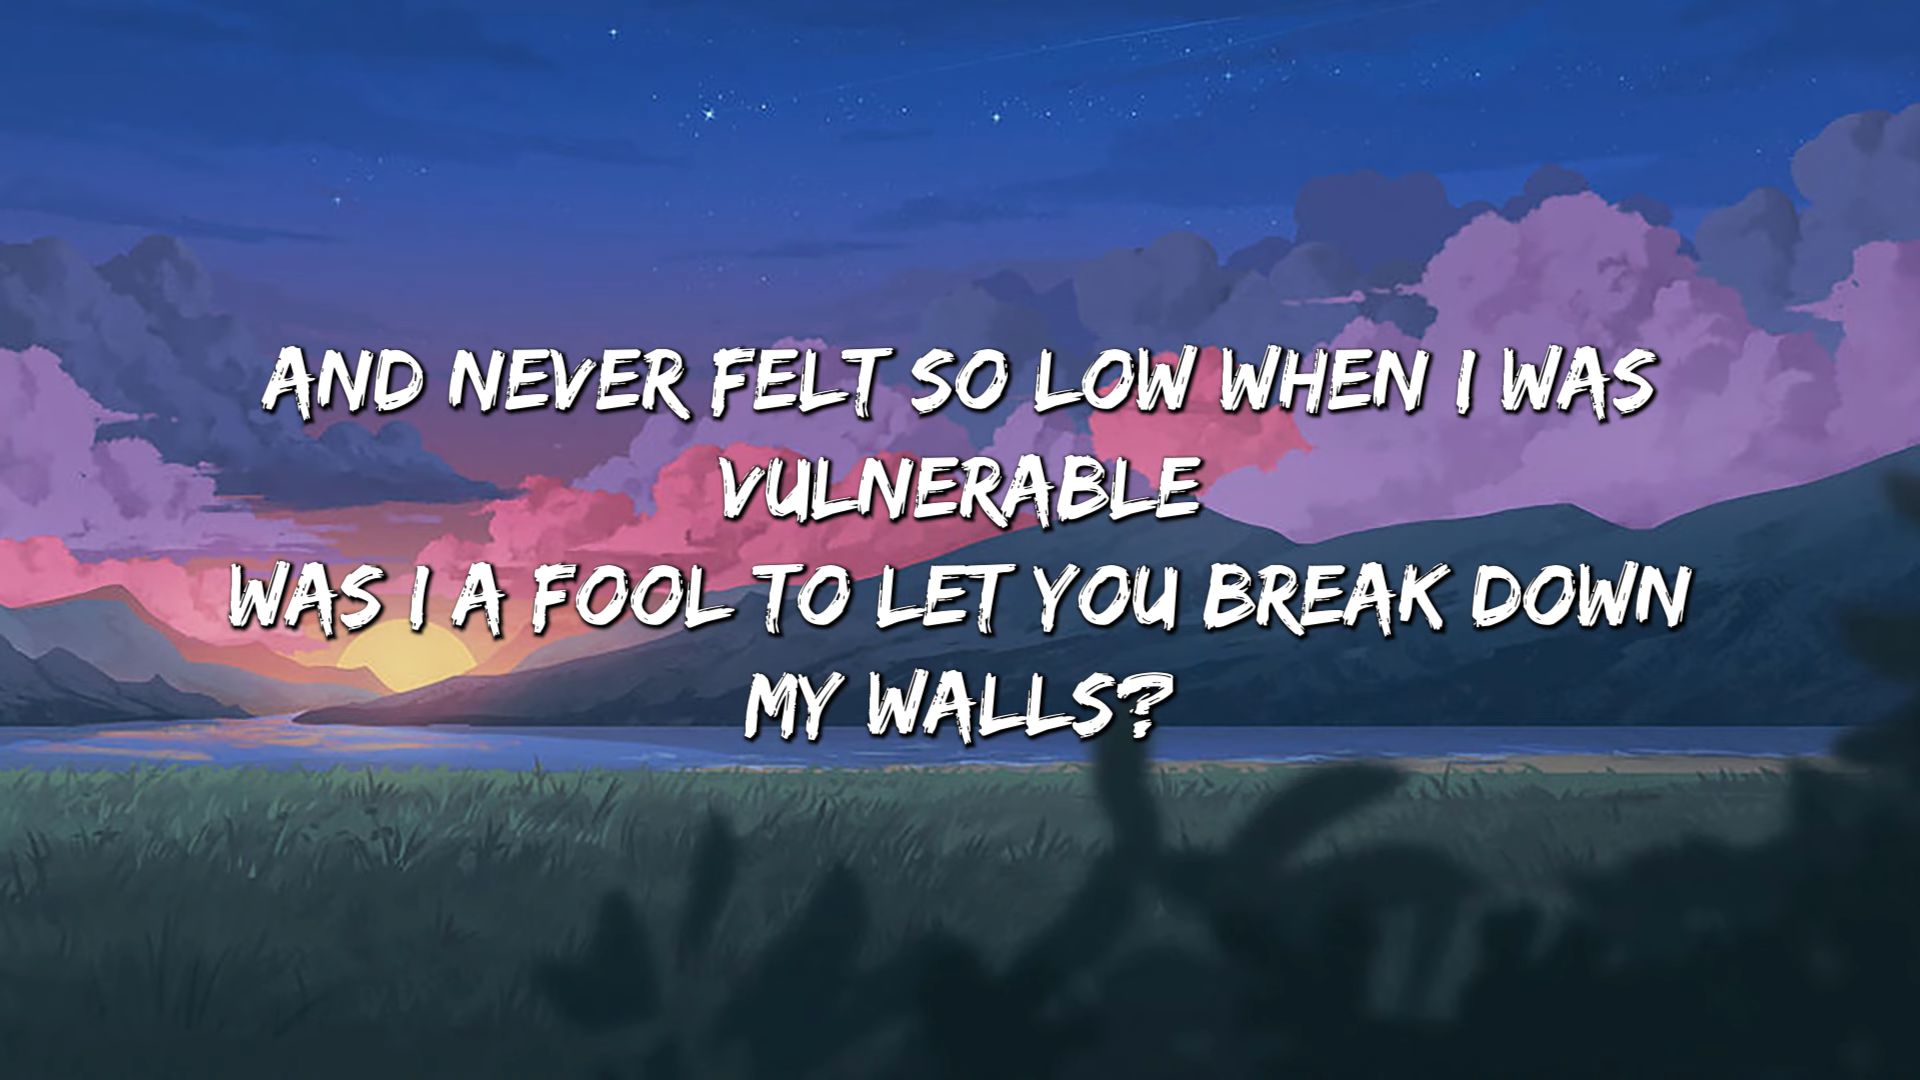 AND NEVER FELT SO LOW WHEN I WAS
VULNERABLE
WAS I A FOOL TO LET YOU BREAK DOWN
MY WALLS?